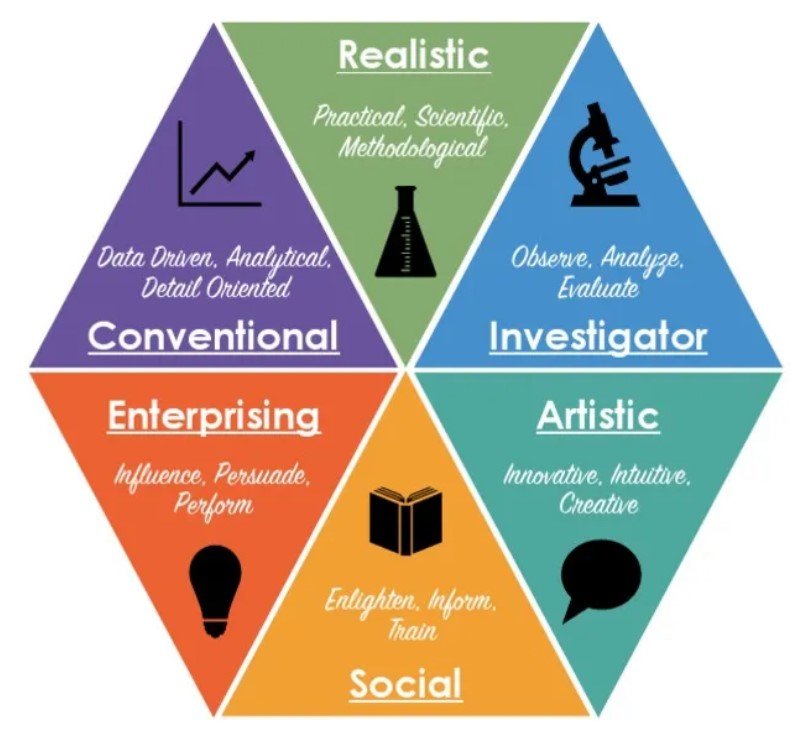 Realistic
Practical, Scientific,
Methodological
Data Driven, Analytical,
Detail Oriented
Conventional
Observe, Analyze,
Evaluate
Investigator
Enterprising
Influence, Persuade,
Perform
Artistic
Innovative, Intuitive,
Creative
Enlighten, Inform,
Train
Social